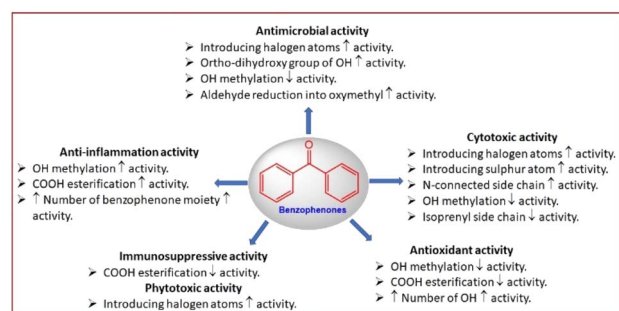 Antimicrobial activity
➢ Introducing halogen atoms ↑ activity.
➢ Ortho-dihydroxy group of OH ↑ activity.
➢ OH methylation ↓ activity.
➢ Aldehyde reduction into oxymethyl ↑ activity.
Anti-inflammation activity
➢ OH methylation ↑ activity.
➢ COOH esterification ↑ activity.
➢ ↑ Number of benzophenone moiety ↑
activity.
O
Benzophenones
Cytotoxic activity
➢ Introducing halogen atoms ↑ activity.
➢ Introducing sulphur atom ↑ activity.
➢ N-connected side chain ↑ activity.
➢ OH methylation ↓ activity.
➢ Isoprenyl side chain ↓ activity.
Immunosuppressive activity
➢ COOH esterification ↓ activity.
Phytotoxic activity
➢ Introducing halogen atoms ↑ activity.
Antioxidant activity
➢ OH methylation ↓ activity.
➢ COOH esterification ↓ activity.
➢ ↑ Number of OH ↑ activity.